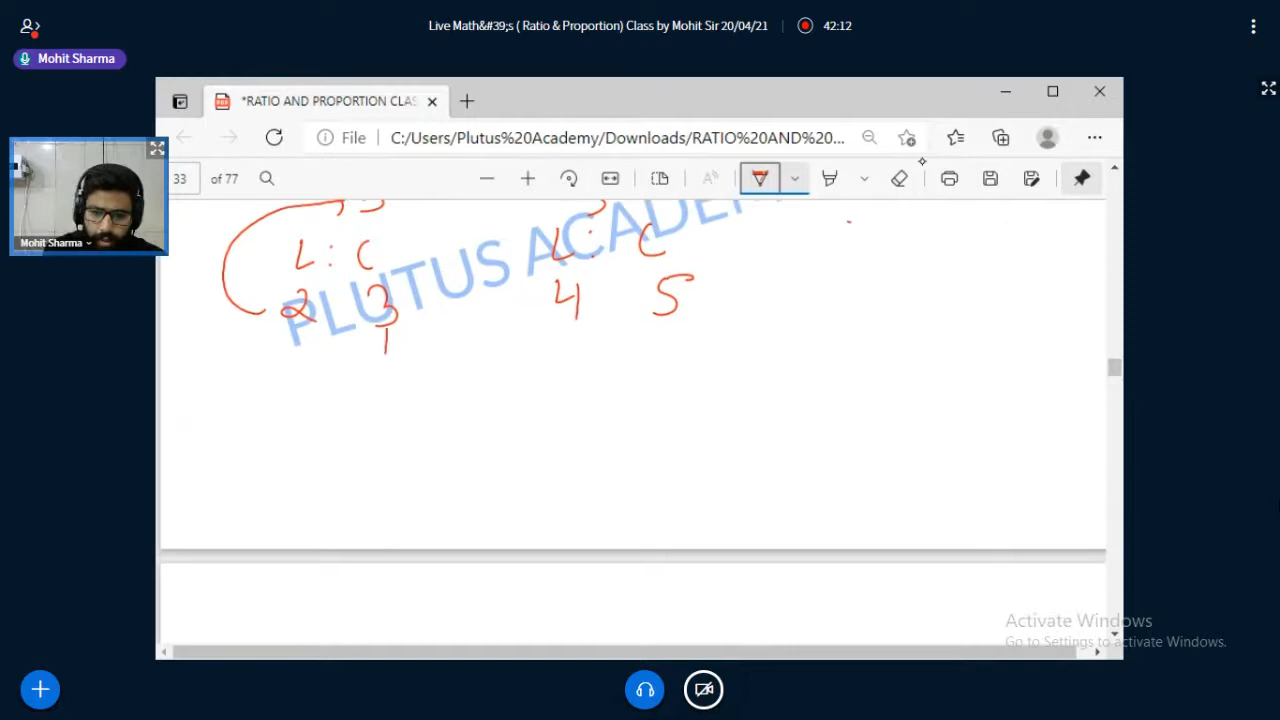 Live Math&#39;s ( Ratio & Proportion) Class by Mohit Sir 20/04/21 42:12
Mohit Sharma
*RATIO AND PROPORTION CLAS
File C:/Users/Plutus%20Academy/Downloads/RATIO%20AND%20...
33 of 77
Mohit Sharma
PLUTUS ACADEM
L : C L : C
2 3 4 5
1
Activate Windows
Go to Settings to activate Windows.